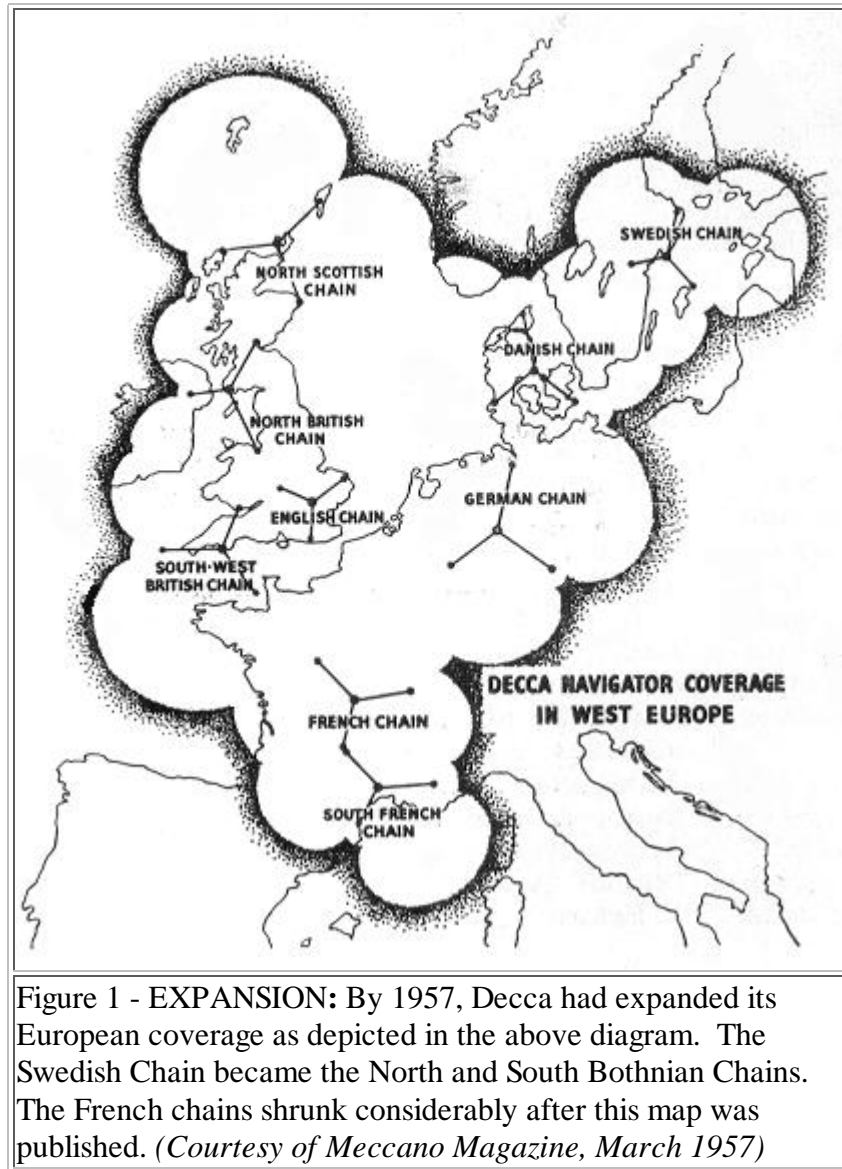 SWEDISH CHAIN
NORTH SCOTTISH
CHAIN
DANISH CHAIN
NORTH BRITISH
CHAIN
GERMAN CHAIN
ENGLISH CHAIN
SOUTH-WEST
BRITISH CHAIN
DECCA NAVIGATOR COVERAGE
IN WEST EUROPE
FRENCH CHAIN
SOUTH FRENCH
CHAIN
Figure 1 - EXPANSION: By 1957, Decca had expanded its
European coverage as depicted in the above diagram. The
Swedish Chain became the North and South Bothnian Chains.
The French chains shrunk considerably after this map was
published. (Courtesy of Meccano Magazine, March 1957)